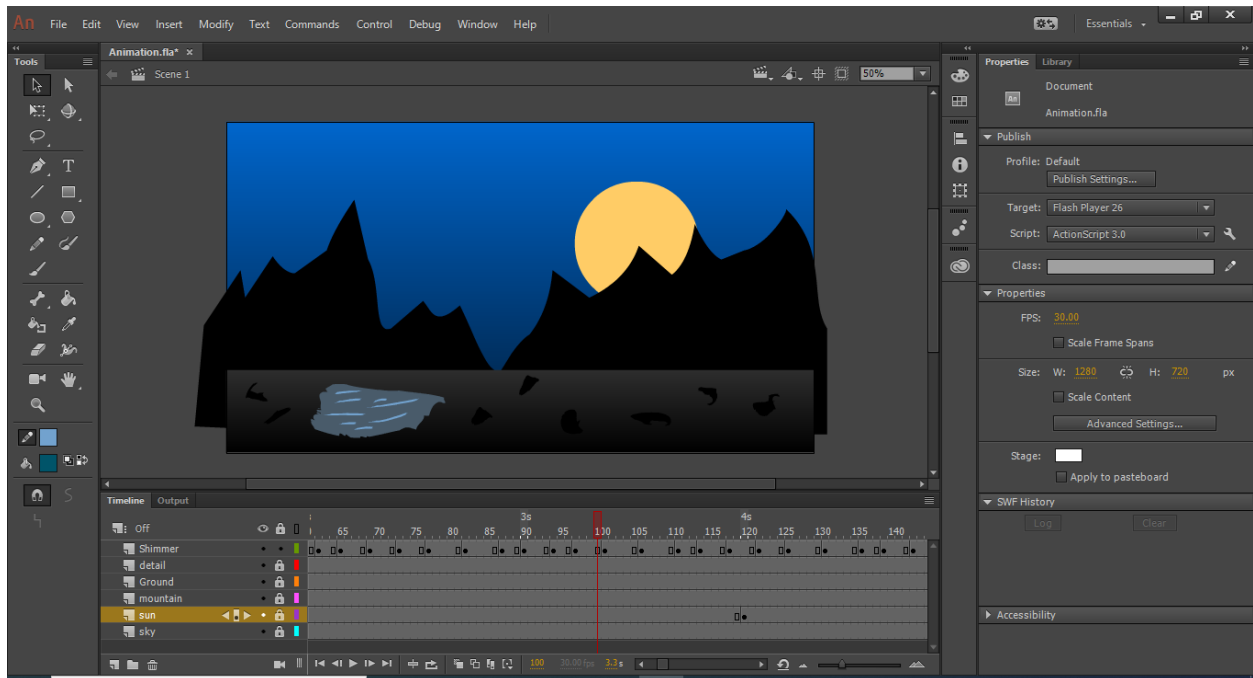 An File Edit View Insert Modify Text Commands Control Debug Window Help Essentials
Animation.fla* ×
Tools
Scene 1 50%
Properties Library
Document
An
Animation.fla
Publish
Profile: Default
Publish Settings...
Target: Flash Player 26
Script: ActionScript 3.0
Class:
Properties
FPS: 30.00
Scale Frame Spans
Size: W: 1280 H: 720 px
Scale Content
Advanced Settings...
Stage:
Apply to pasteboard
SWF History
Log Clear
Accessibility
Timeline Output
3s 4s
Off 65 70 75 80 85 90 95 100 105 110 115 120 125 130 135 140
Shimmer
detail
Ground
mountain
sun
sky
100 30.00 fps 3.3 s